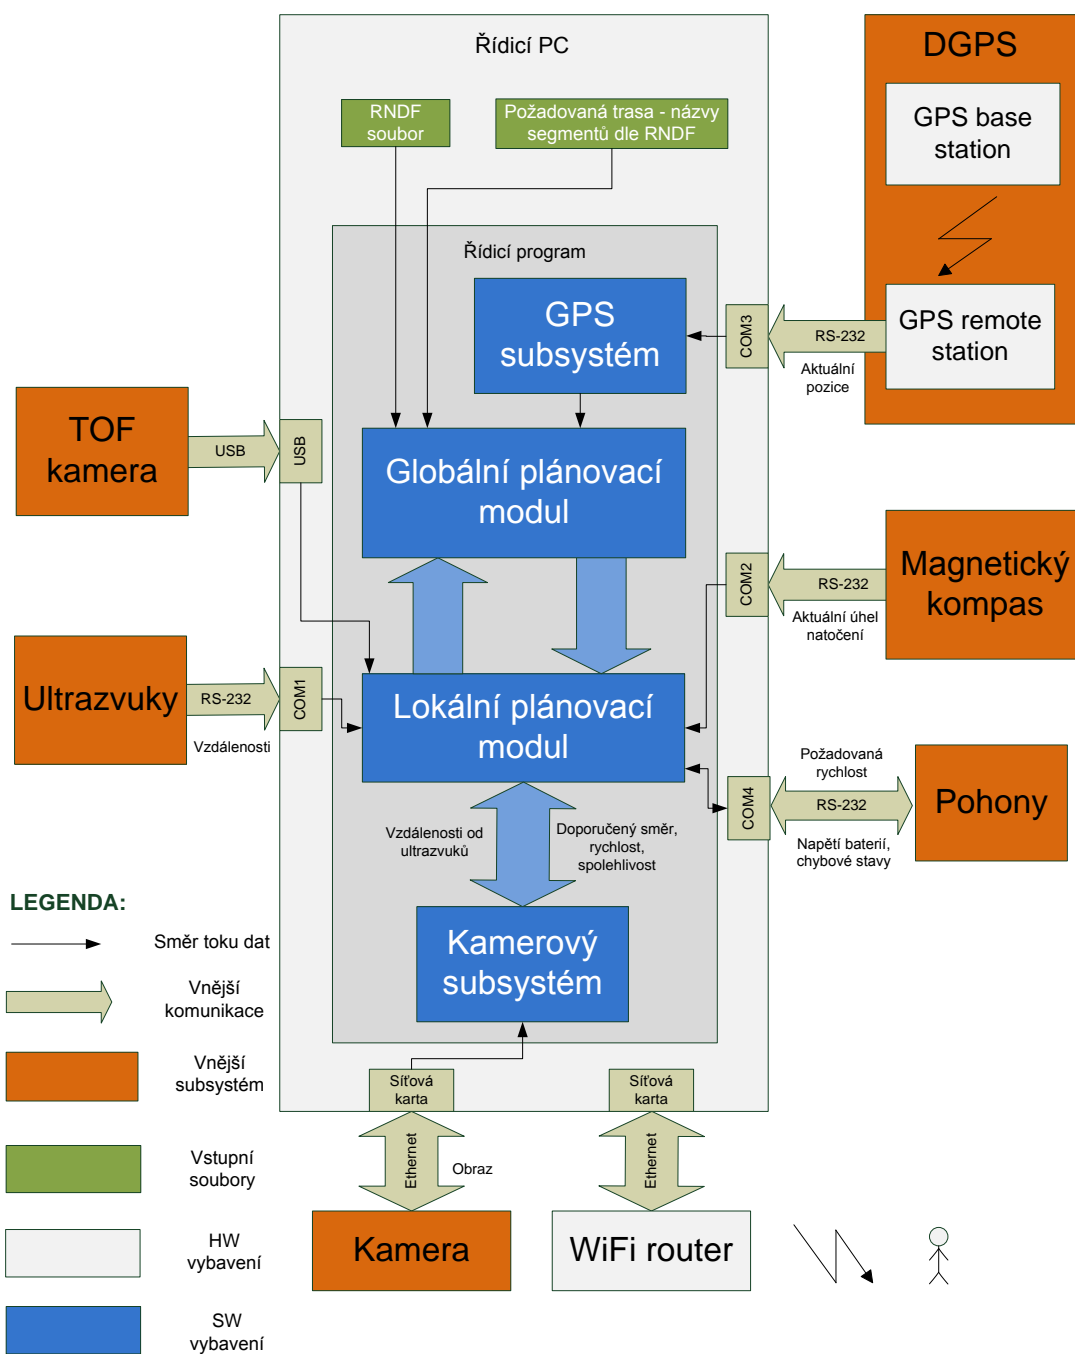 Řídicí PC
DGPS
RNDF
soubor
Požadovaná trasa - názvy
segmentů dle RNDF
GPS base
station
Řídicí program
GPS
subsystém
COM3
RS-232
Aktuální
pozice
GPS remote
station
TOF
kamera
USB
USB
Globální plánovací
modul
COM2
RS-232
Aktuální úhel
natočení
Magnetický
kompas
Ultrazvuky
RS-232
Vzdálenosti
COM1
Lokální plánovací
modul
COM4
Požadovaná
rychlost
RS-232
Napětí baterií,
chybové stavy
Pohony
Vzdálenosti od
ultrazvuků
Doporučený směr,
rychlost,
spolehlivost
Kamerový
subsystém
LEGENDA:
Směr toku dat
Vnější
komunikace
Vnější
subsystém
Vstupní
soubory
HW
vybavení
SW
vybavení
Síťová
karta
Síťová
karta
Ethernet
Obraz
Ethernet
Kamera
WiFi router